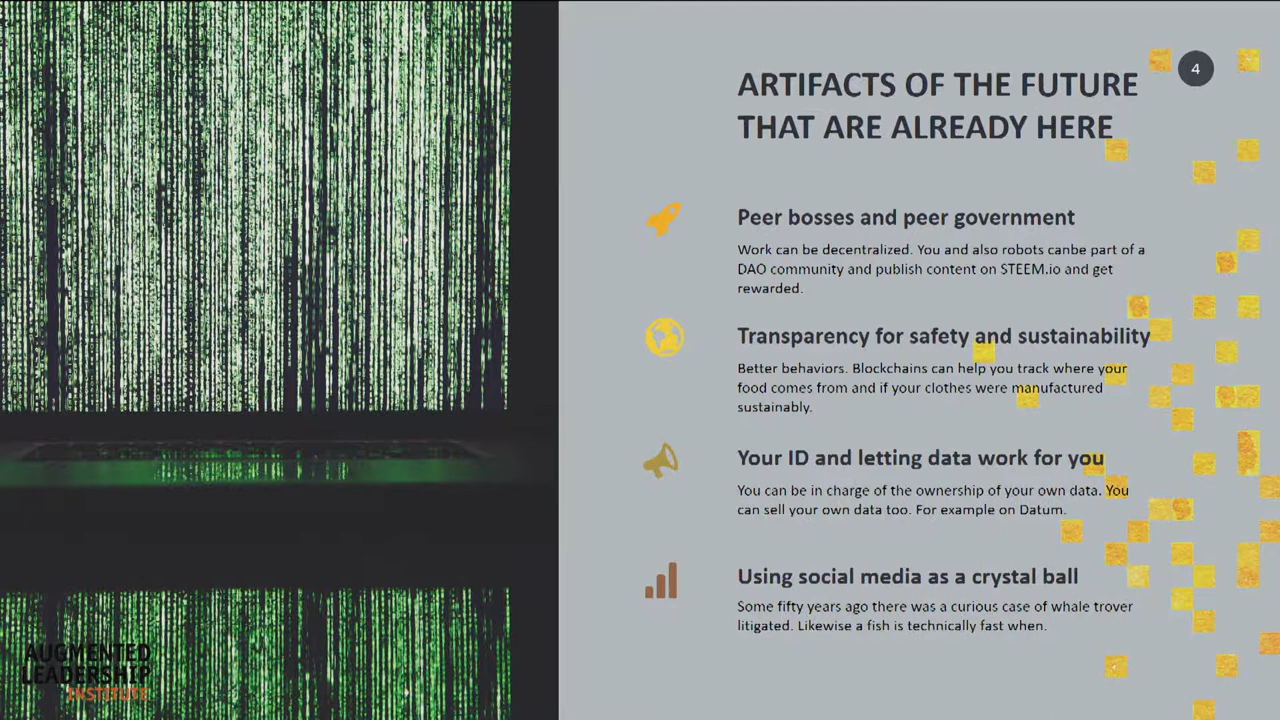 4
ARTIFACTS OF THE FUTURE
THAT ARE ALREADY HERE
Peer bosses and peer government
Work can be decentralized. You and also robots canbe part of a
DAO community and publish content on STEEM.io and get
rewarded.
Transparency for safety and sustainability
Better behaviors. Blockchains can help you track where your
food comes from and if your clothes were manufactured
sustainably.
Your ID and letting data work for you
You can be in charge of the ownership of your own data. You
can sell your own data too. For example on Datum.
Using social media as a crystal ball
Some fifty years ago there was a curious case of whale trover
litigated. Likewise a fish is technically fast when.
AUGMENTED
LEADERSHIP
INSTITUTE